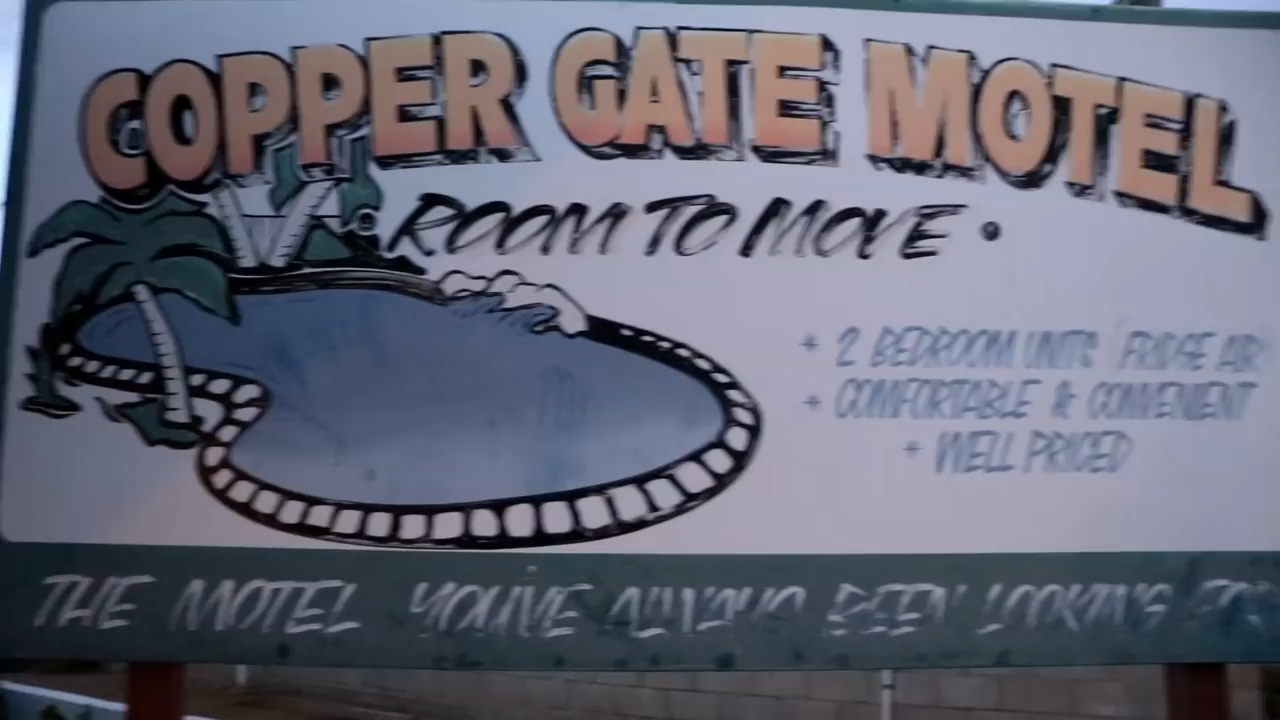 COPPER GATE MOTEL
• ROOM TO MOVE •
+ 2 BEDROOM UNITS FRIDGE AIR
+ COMFORTABLE & CONVENIENT
+ WELL PRICED
THE MOTEL YOU'VE ALWAYS BEEN LOOKING FOR